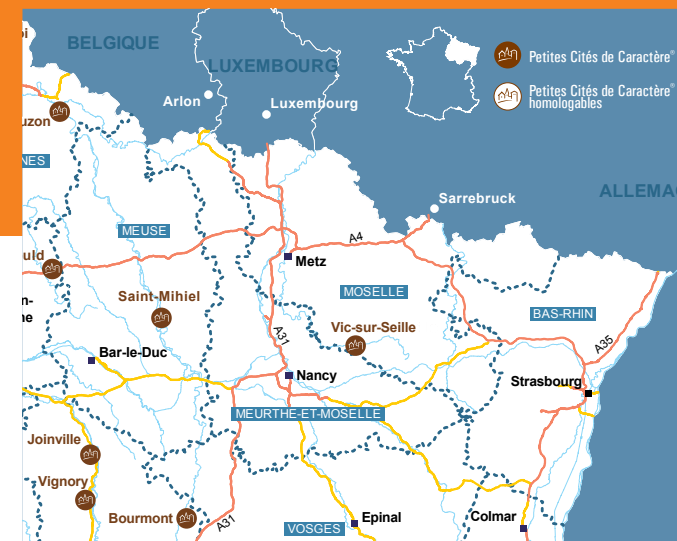 oi
BELGIQUE
LUXEMBOURG
Petites Cités de Caractère®
Petites Cités de Caractère®
homologables
Arlon
Luxembourg
uzon
NES
Sarrebruck
ALLEMA
MEUSE
A4
uld
Metz
MOSELLE
Saint-Mihiel
n-
ne
BAS-RHIN
Vic-sur-Seille
A31
A35
Bar-le-Duc
Nancy
Strasbourg
MEURTHE-ET-MOSELLE
Joinville
Vignory
Bourmont
A31
VOSGES
Epinal
Colmar